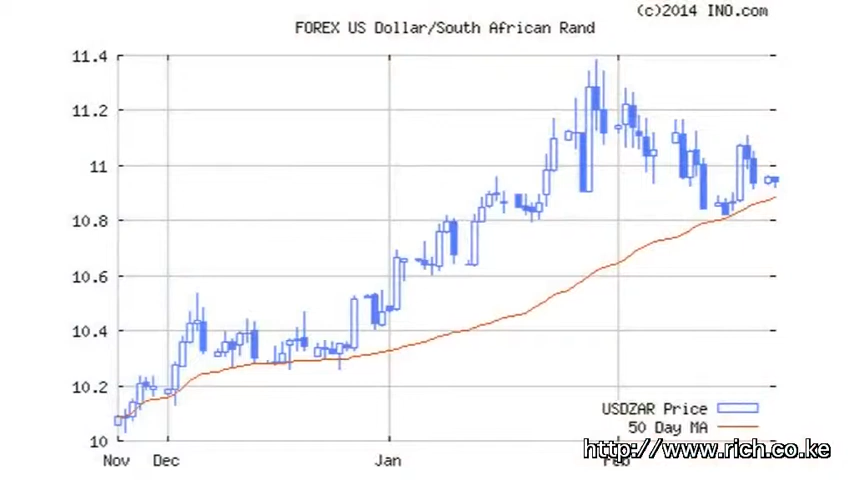 (c)2014 INO.com
FOREX US Dollar/South African Rand
11.4
11.2
11
10.8
10.6
10.4
10.2
10
USDZAR Price
50 Day MA
Nov Dec Jan Feb
http://www.rich.co.ke